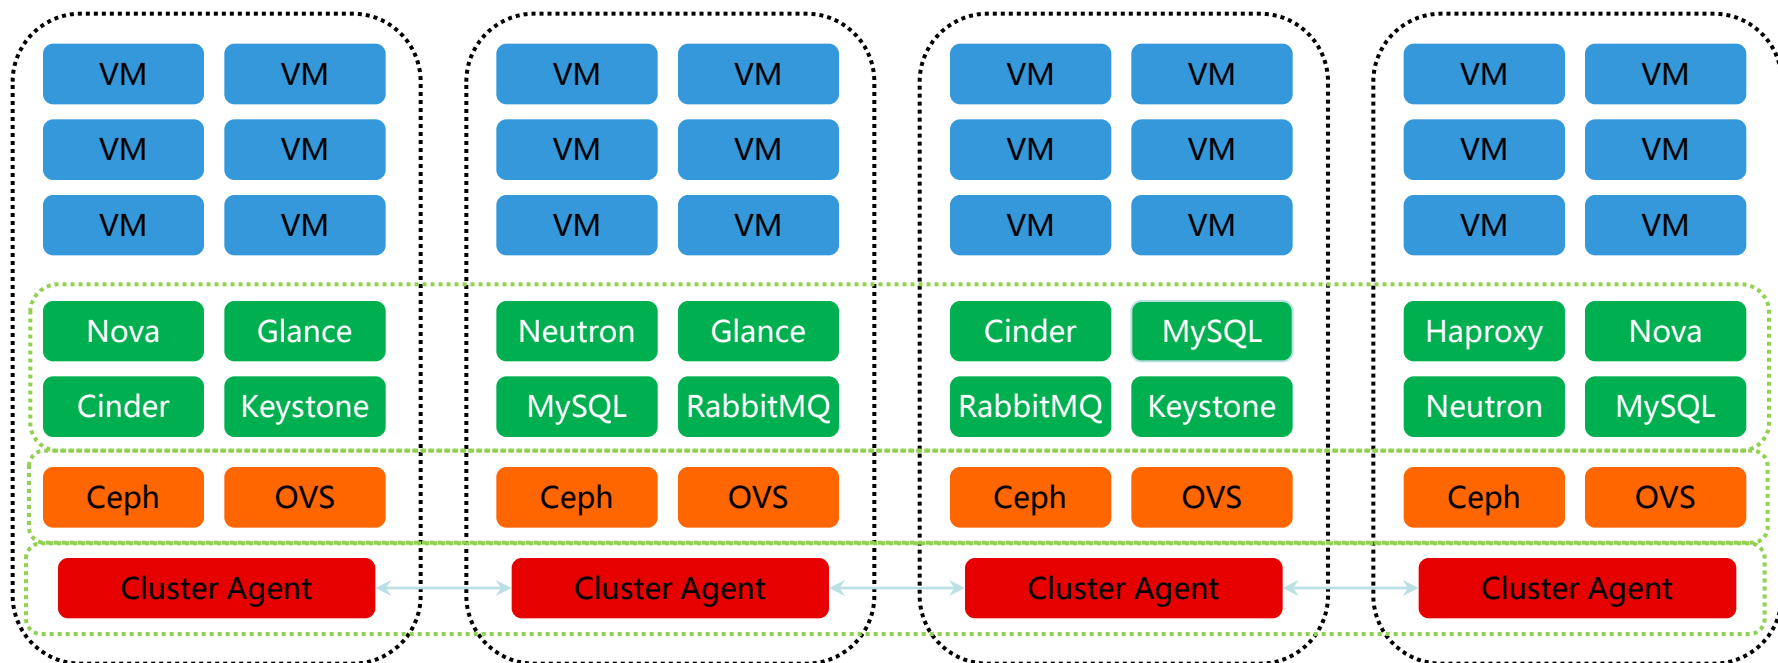 VM VM VM VM VM VM VM VM
VM VM VM VM VM VM VM VM
VM VM VM VM VM VM VM VM
Nova Glance Neutron Glance Cinder MySQL Haproxy Nova
Cinder Keystone MySQL RabbitMQ RabbitMQ Keystone Neutron MySQL
Ceph OVS Ceph OVS Ceph OVS Ceph OVS
Cluster Agent Cluster Agent Cluster Agent Cluster Agent